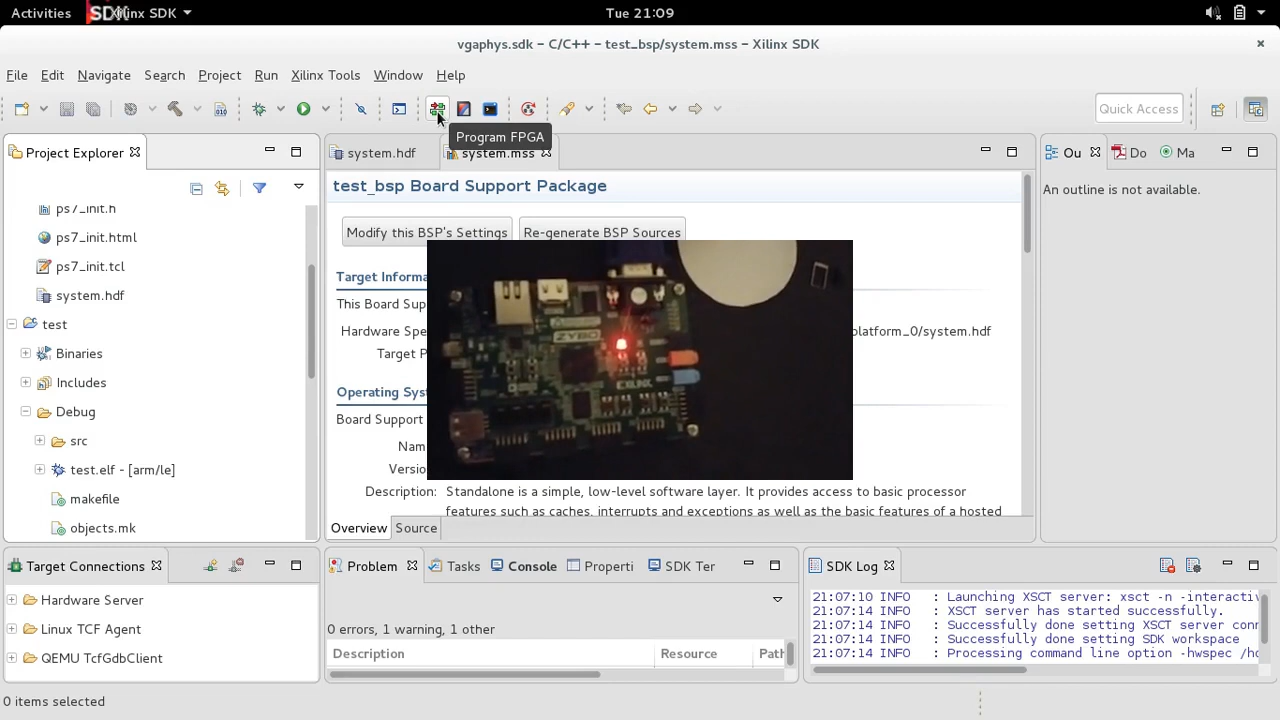 Activities
SDK
Xilinx SDK
Tue 21:09
vgaphys.sdk – C/C++ – test_bsp/system.mss – Xilinx SDK
File Edit Navigate Search Project Run Xilinx Tools Window Help
Quick Access
Program FPGA
Project Explorer
ps7_init.h
ps7_init.html
ps7_init.tcl
system.hdf
test
Binaries
Includes
Debug
src
test.elf - [arm/le]
makefile
objects.mk
system.hdf
system.mss
test_bsp Board Support Package
Modify this BSP's Settings
Re-generate BSP Sources
Target Informa
This Board Sup
Hardware Spe
platform_0/system.hdf
Target P
Operating Sys
Board Support
Nam
Versio
Description: Standalone is a simple, low-level software layer. It provides access to basic processor
features such as caches, interrupts and exceptions as well as the basic features of a hosted
ZYBO
XILINX
Overview
Source
Ou
Do
Ma
An outline is not available.
Target Connections
Hardware Server
Linux TCF Agent
QEMU TcfGdbClient
Problem
Tasks
Console
Properti
SDK Ter
0 errors, 1 warning, 1 other
Description
Resource
Path
SDK Log
21:07:10 INFO : Launching XSCT server: xsct -n -interactiv
21:07:14 INFO : XSCT server has started successfully.
21:07:14 INFO : Successfully done setting XSCT server conn
21:07:14 INFO : Successfully done setting SDK workspace
21:07:14 INFO : Processing command line option -hwspec /ho
0 items selected